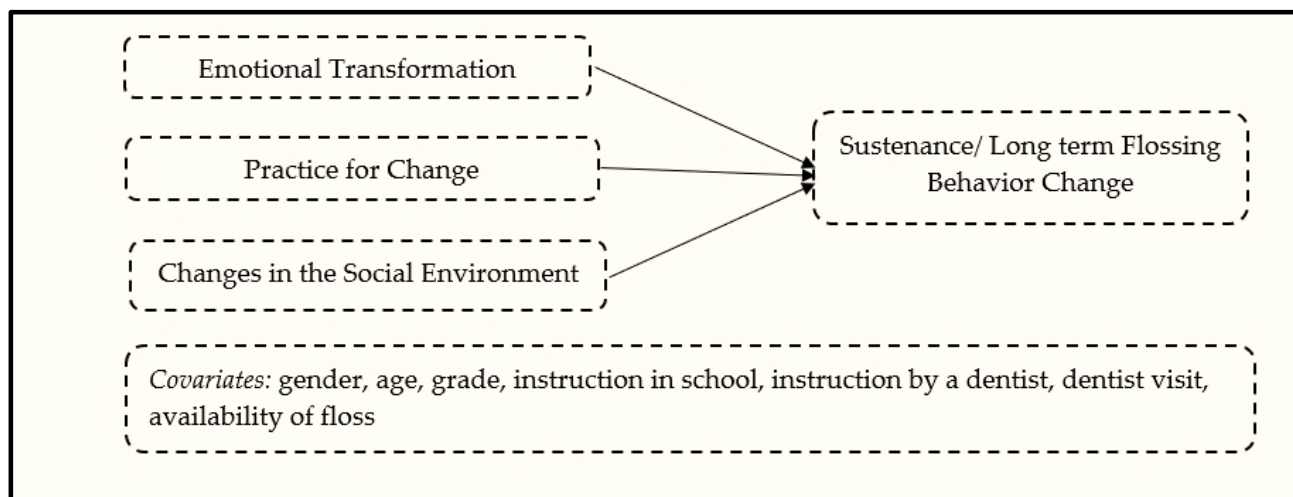 Emotional Transformation
Practice for Change
Changes in the Social Environment
Sustenance/ Long term Flossing
Behavior Change
Covariates: gender, age, grade, instruction in school, instruction by a dentist, dentist visit,
availability of floss